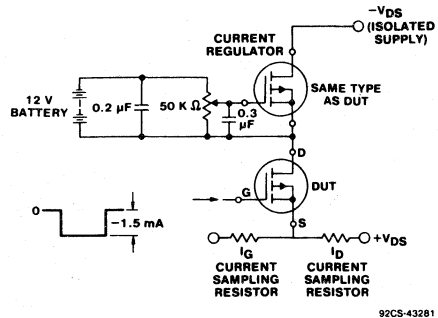 −VDS
(ISOLATED
SUPPLY)
CURRENT
REGULATOR
SAME TYPE
AS DUT
12 V
BATTERY
0.2 µF
50 K Ω
0.3
µF
D
DUT
G
S
0
−1.5 mA
+VDS
IG
CURRENT
SAMPLING
RESISTOR
ID
CURRENT
SAMPLING
RESISTOR
92CS-43281